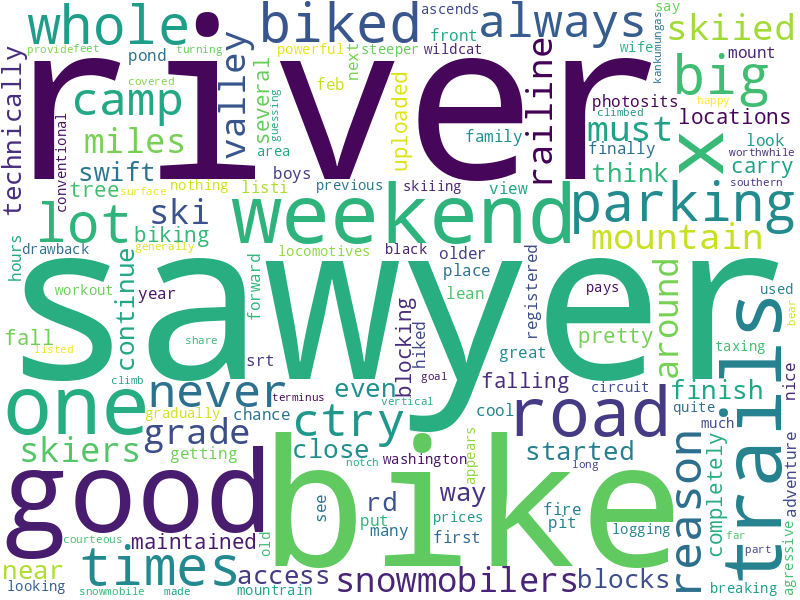 whole
biked
always
ascends
say
wife
skiied
provide
feet
turning
powerful
front
wildcat
steeper
next
kankumungas
mount
river
pond
camp
valley
several
guessing
feb
uploaded
family
railine
photosits
climbed
big
locations
happy
technically
conventional
miles
area
boys
must
finally
look
worthwhile
x
swift
tree
surface
nothing
listi
previous
skiiing
view
think
carry
southern
lot
ski
weekend
parking
biking
mountain
drawback
generally
locomotives
black
older
place
hours
workout
year
continue
forward
registered
pays
around
used
sawyer
lean
bear
fall
listed
share
srt
blocking
hiked
great
pretty
taxing
trails
climb
never
terminus
even
goal
falling
circuit
finish
nice
one
gradually
chance
vertical
cool
quite
much
grade
ctry
road
skiers
getting
close
notch
washington
appears
started
long
reason
completely
adventure
good
bike
rd
way
see
put
many
first
prices
fire
pit
logging
far
part
maintained
old
courteous
times
near
looking
access
snowmobilers
blocks
breaking
agressive
snowmobile
made
mountrain